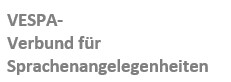 VESPA-
Verbund für
Sprachenangelegenheiten